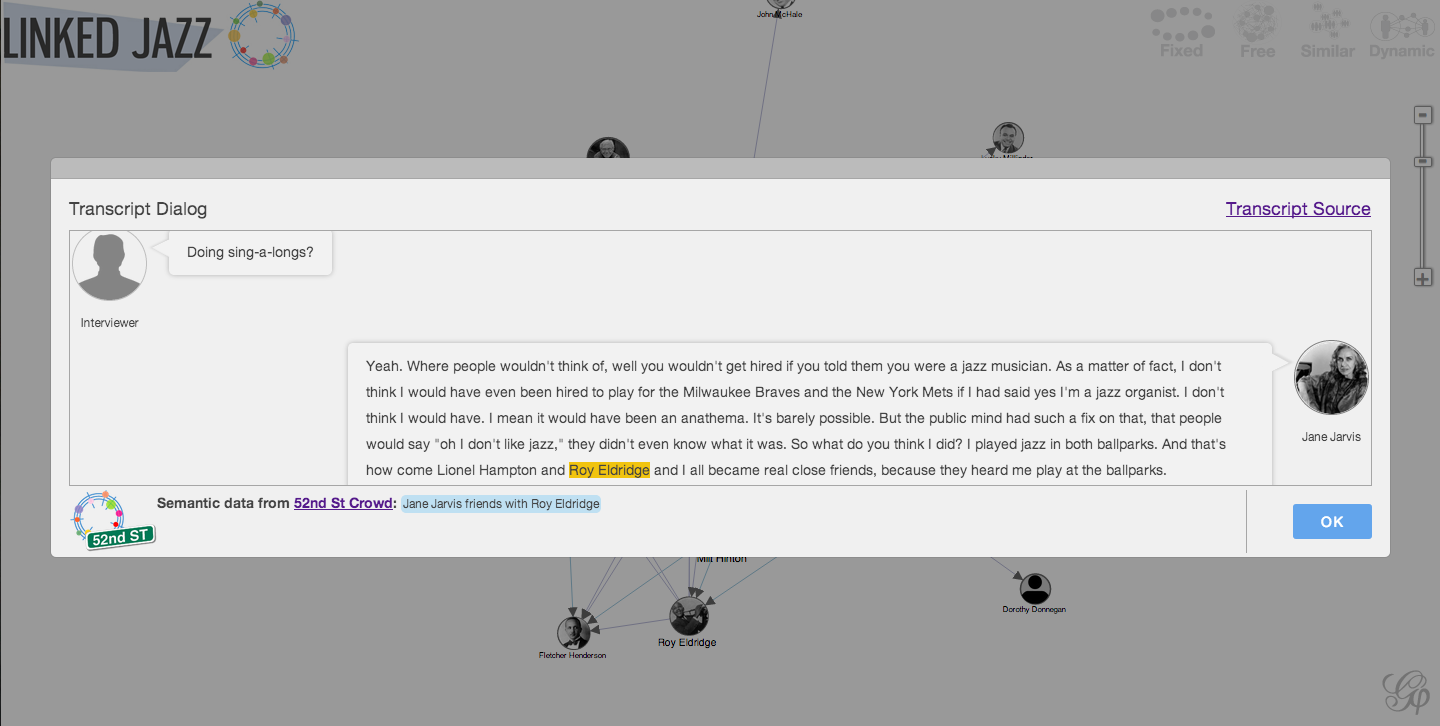 LINKED JAZZ
John McHale
Fixed
Free
Similar
Dynamic
Transcript Dialog
Transcript Source
Doing sing-a-longs?
Interviewer
Yeah. Where people wouldn't think of, well you wouldn't get hired if you told them you were a jazz musician. As a matter of fact, I don't
think I would have even been hired to play for the Milwaukee Braves and the New York Mets if I had said yes I'm a jazz organist. I don't
think I would have. I mean it would have been an anathema. It's barely possible. But the public mind had such a fix on that, that people
would say "oh I don't like jazz," they didn't even know what it was. So what do you think I did? I played jazz in both ballparks. And that's
how come Lionel Hampton and Roy Eldridge and I all became real close friends, because they heard me play at the ballparks.
Jane Jarvis
52nd ST
Semantic data from 52nd St Crowd: Jane Jarvis friends with Roy Eldridge
OK
Milt Hinton
Dorothy Donnegan
Roy Eldridge
Fletcher Henderson